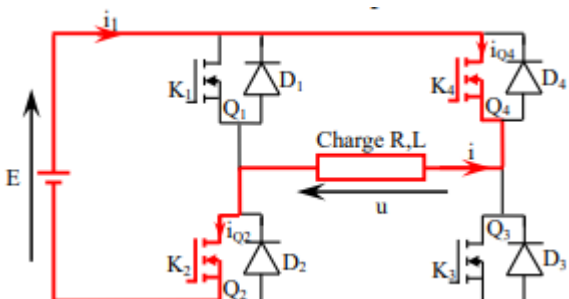 i1
iQ4
K1
D1
K4
D4
Q1
Q4
Charge R,L
i
E
u
iQ2
Q3
K2
D2
K3
D3
Q2